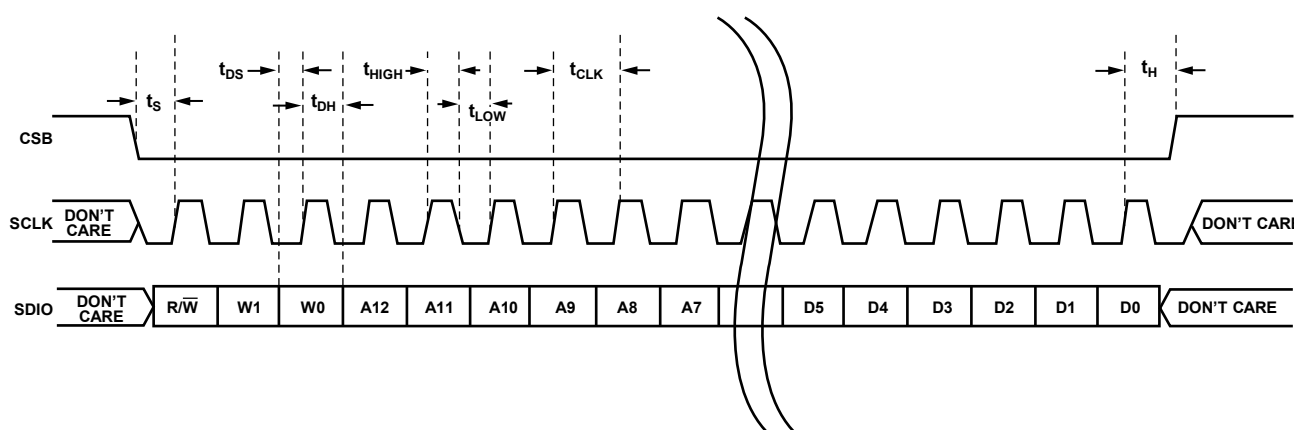 tDS
tHIGH
tCLK
tH
tS
tDH
tLOW
CSB
SCLK
DON'T
CARE
DON'T CARE
SDIO
DON'T
CARE
R/W̅
W1
W0
A12
A11
A10
A9
A8
A7
D5
D4
D3
D2
D1
D0
DON'T CARE